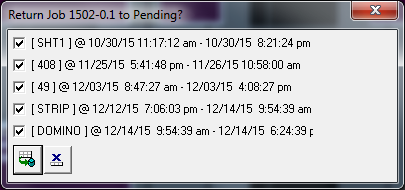 Return Job 1502-0.1 to Pending?
[ SHT1 ] @ 10/30/15 11:17:12 am - 10/30/15 8:21:24 pm
[ 408 ] @ 11/25/15 5:41:48 pm - 11/26/15 10:58:00 am
[ 49 ] @ 12/03/15 8:47:27 am - 12/03/15 4:08:27 pm
[ STRIP ] @ 12/12/15 7:06:03 pm - 12/14/15 9:54:39 am
[ DOMINO ] @ 12/14/15 9:54:39 am - 12/14/15 6:24:39 p